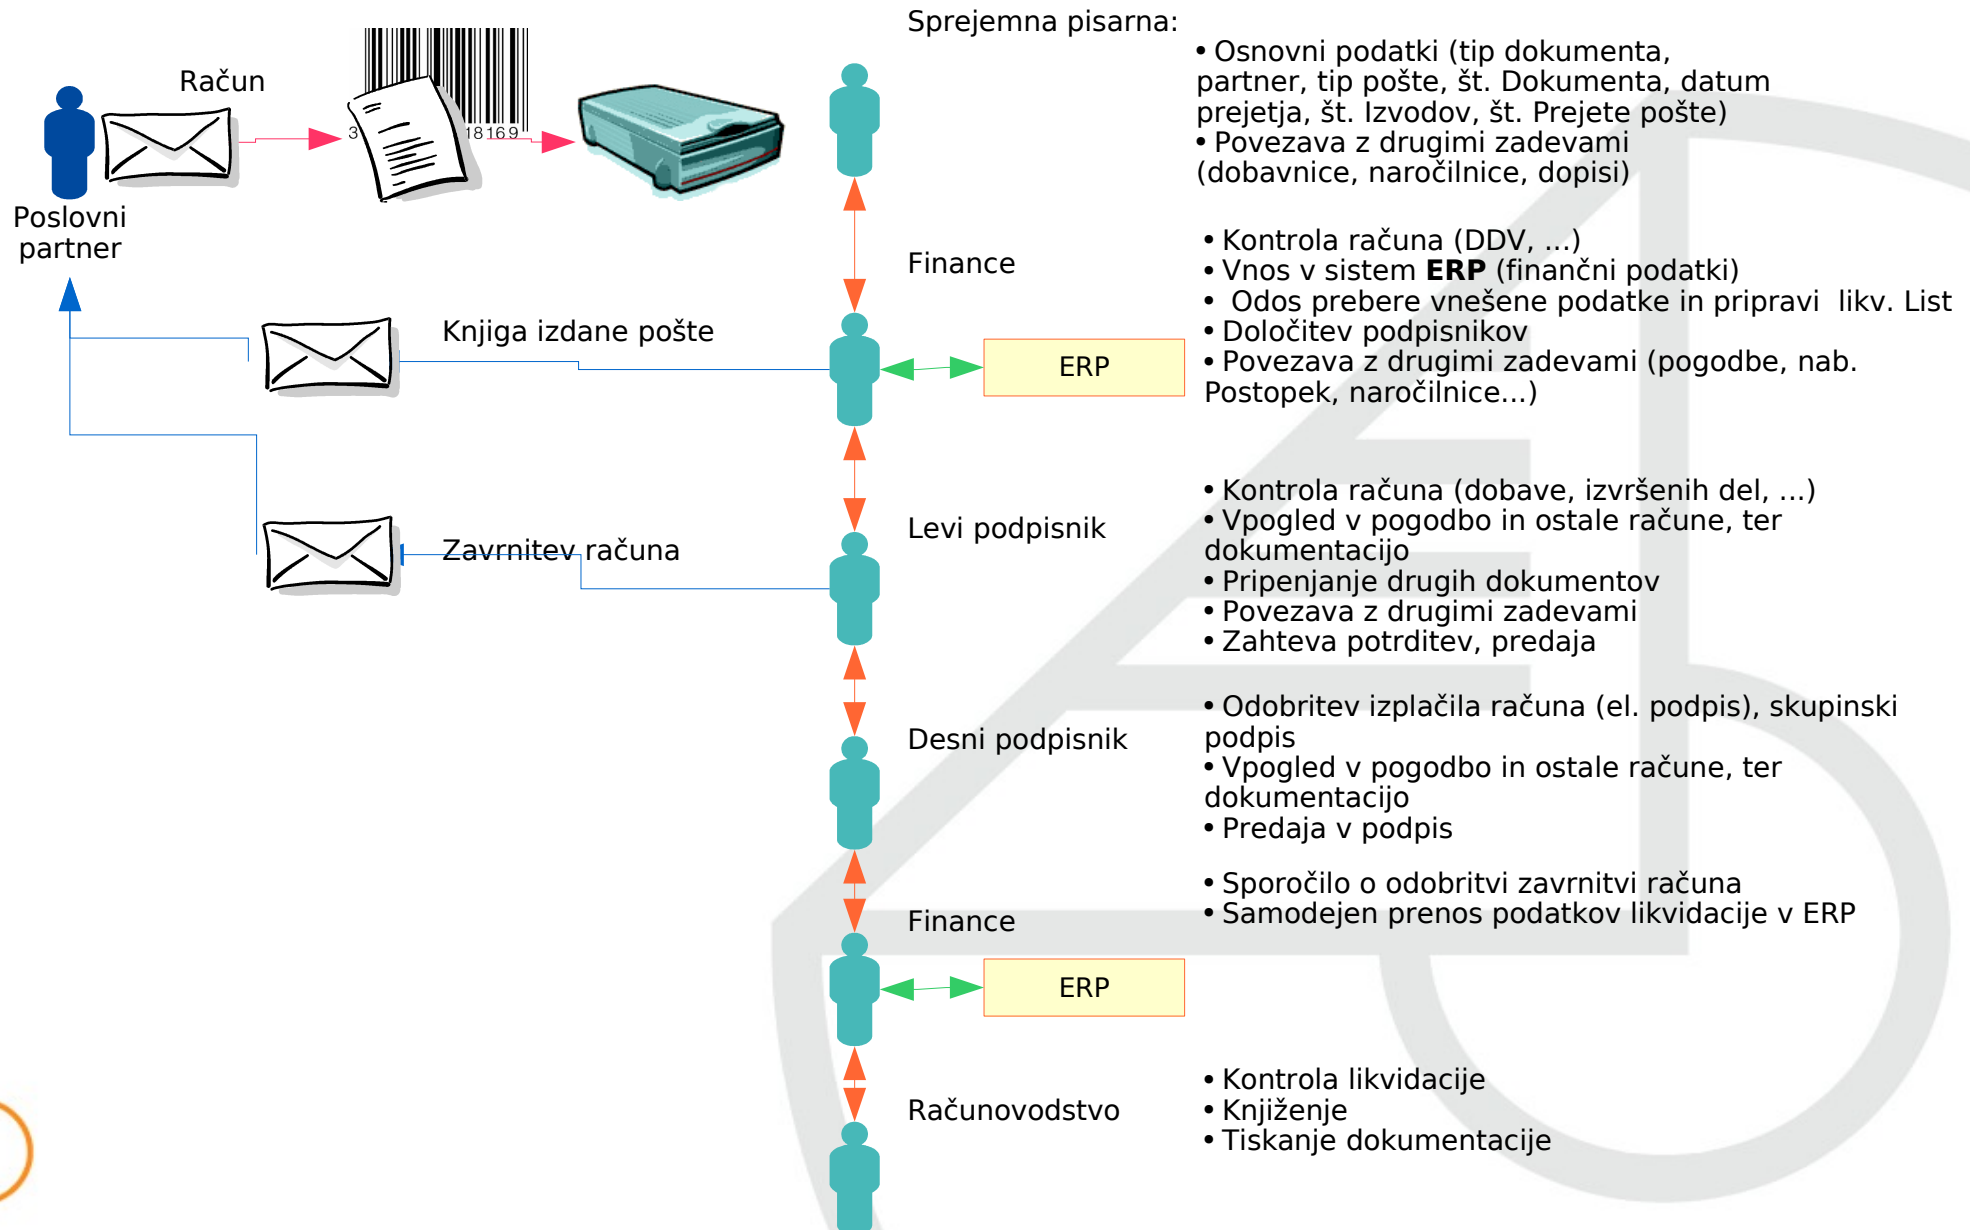 Sprejemna pisarna:
• Osnovni podatki (tip dokumenta,
partner, tip pošte, št. Dokumenta, datum
prejetja, št. Izvodov, št. Prejete pošte)
• Povezava z drugimi zadevami
(dobavnice, naročilnice, dopisi)
Račun
3
18169
Poslovni
partner
Finance
• Kontrola računa (DDV, ...)
• Vnos v sistem ERP (finančni podatki)
• Odos prebere vnešene podatke in pripravi likv. List
• Določitev podpisnikov
• Povezava z drugimi zadevami (pogodbe, nab.
Postopek, naročilnice...)
Knjiga izdane pošte
ERP
Levi podpisnik
• Kontrola računa (dobave, izvršenih del, ...)
• Vpogled v pogodbo in ostale račune, ter
dokumentacijo
• Pripenjanje drugih dokumentov
• Povezava z drugimi zadevami
• Zahteva potrditev, predaja
Zavrnitev računa
Desni podpisnik
• Odobritev izplačila računa (el. podpis), skupinski
podpis
• Vpogled v pogodbo in ostale račune, ter
dokumentacijo
• Predaja v podpis
Finance
• Sporočilo o odobritvi zavrnitvi računa
• Samodejen prenos podatkov likvidacije v ERP
ERP
Računovodstvo
• Kontrola likvidacije
• Knjiženje
• Tiskanje dokumentacije